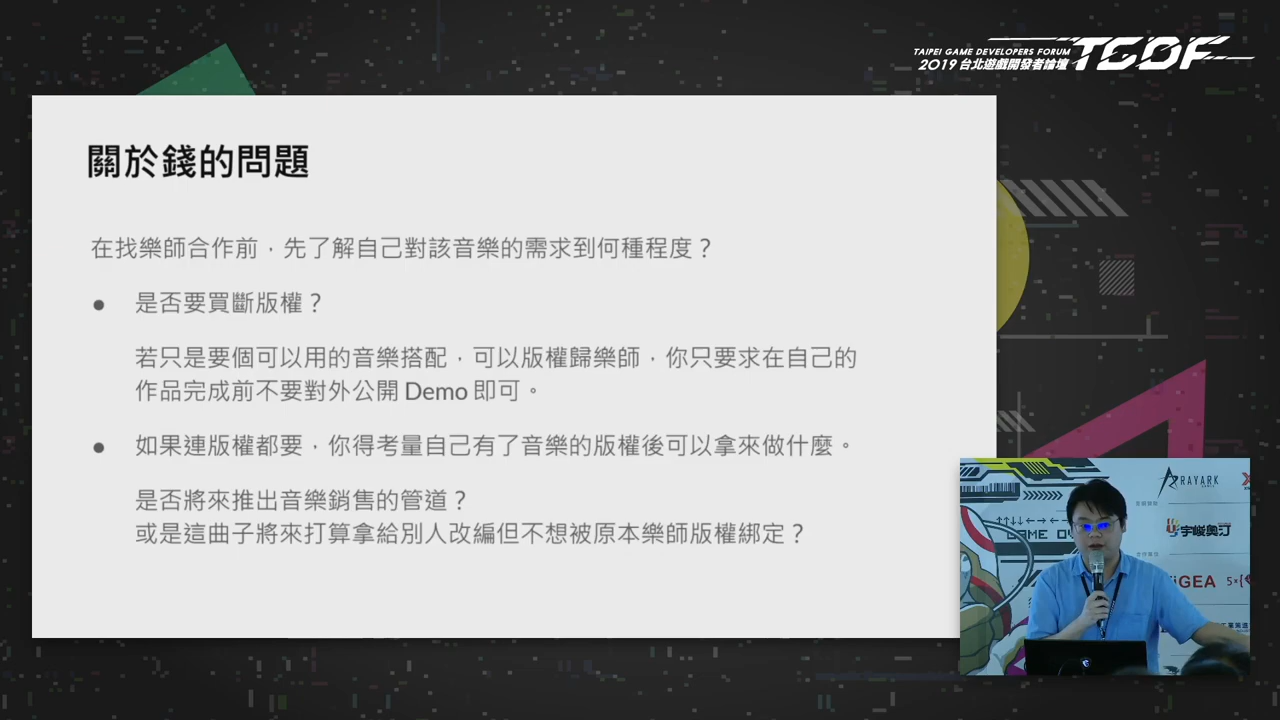 TAIPEI GAME DEVELOPERS FORUM
2019 台北遊戲開發者論壇
TGDF
關於錢的問題
在找樂師合作前，先了解自己對該音樂的需求到何種程度？
● 是否要買斷版權？
若只是要個可以用的音樂搭配，可以版權歸樂師，你只要求在自己的
作品完成前不要對外公開 Demo 即可。
● 如果連版權都要，你得考量自己有了音樂的版權後可以拿來做什麼。
是否將來推出音樂銷售的管道？
或是這曲子將來打算拿給別人改編但不想被原本樂師版權綁定？
RAYARK
宇峻奧汀
iGEA
GAME OV